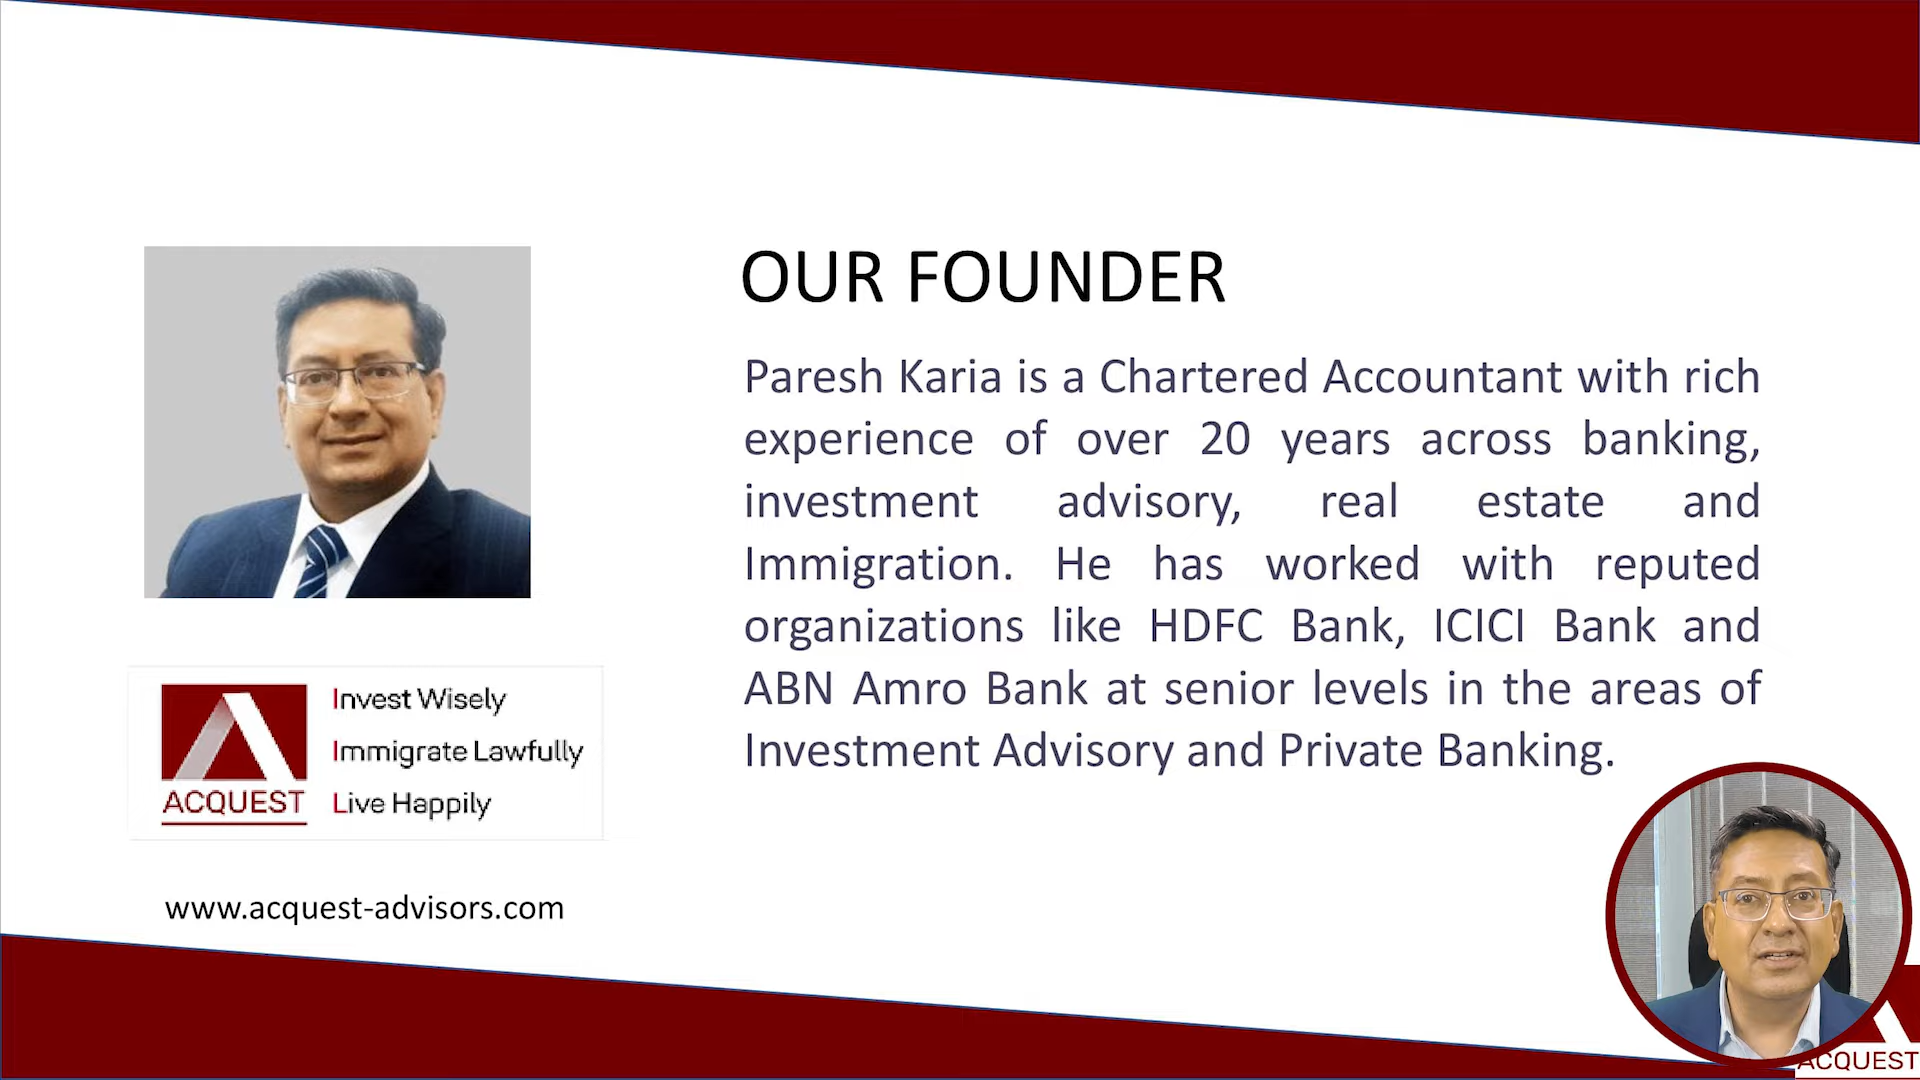 OUR FOUNDER
Paresh Karia is a Chartered Accountant with rich
experience of over 20 years across banking,
investment advisory, real estate and
Immigration. He has worked with reputed
organizations like HDFC Bank, ICICI Bank and
ABN Amro Bank at senior levels in the areas of
Investment Advisory and Private Banking.
Invest Wisely
Immigrate Lawfully
Live Happily
ACQUEST
www.acquest-advisors.com
ACQUEST